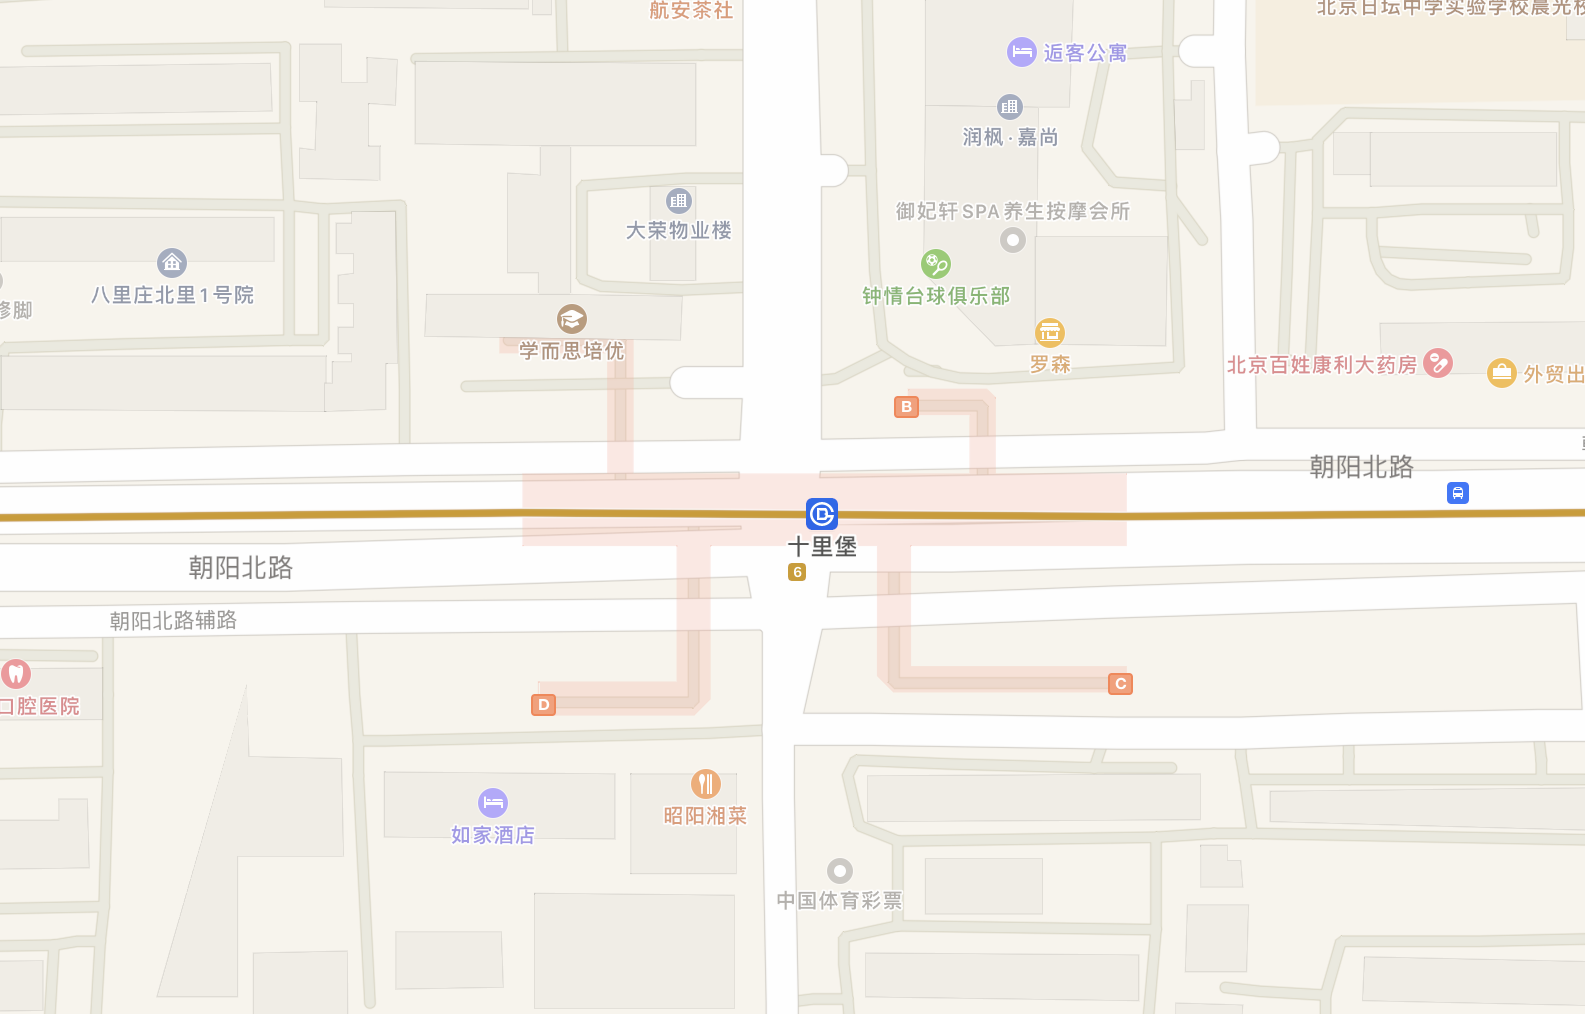 航安茶社
北京日坛中学实验学校晨光校
逅客公寓
润枫·嘉尚
御妃轩SPA养生按摩会所
大荣物业楼
八里庄北里1号院
修脚
钟情台球俱乐部
学而思培优
罗森
北京百姓康利大药房
外贸出
B
朝阳北路
十里堡
6
朝阳北路
朝阳北路辅路
口腔医院
D
C
如家酒店
昭阳湘菜
中国体育彩票